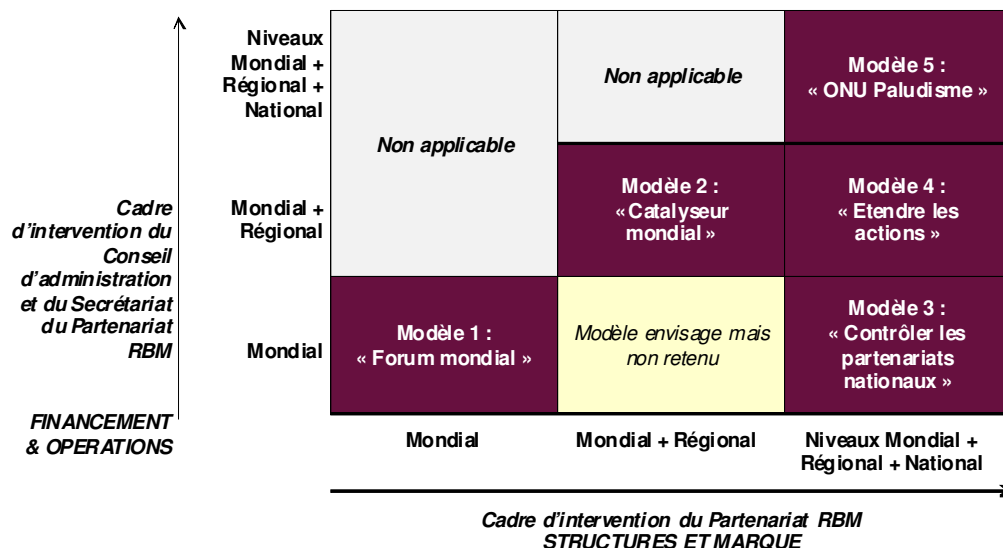 Niveaux
Mondial +
Régional +
National
Non applicable
Non applicable
Modèle 5 :
« ONU Paludisme »
Cadre
d'intervention du
Conseil
d'administration
et du Secrétariat
du Partenariat
RBM
Mondial +
Régional
Modèle 2 :
« Catalyseur
mondial »
Modèle 4 :
« Etendre les
actions »
Mondial
Modèle 1 :
« Forum mondial »
Modèle envisage mais
non retenu
Modèle 3 :
« Contrôler les
partenariats
nationaux »
FINANCEMENT
& OPERATIONS
Mondial
Mondial + Régional
Niveaux Mondial +
Régional + National
Cadre d'intervention du Partenariat RBM
STRUCTURES ET MARQUE